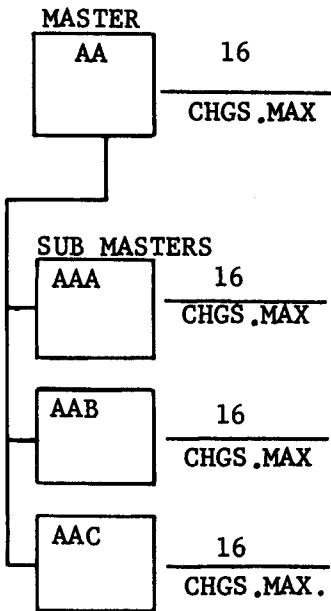 MASTER
AA
16
CHGS.MAX
SUB MASTERS
AAA
16
CHGS.MAX
AAB
16
CHGS.MAX
AAC
16
CHGS.MAX.